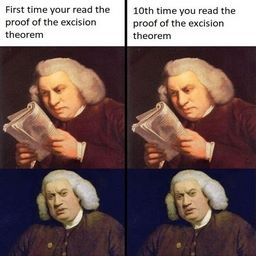 First time your read the
proof of the excision
theorem
10th time you read the
proof of the excision
theorem